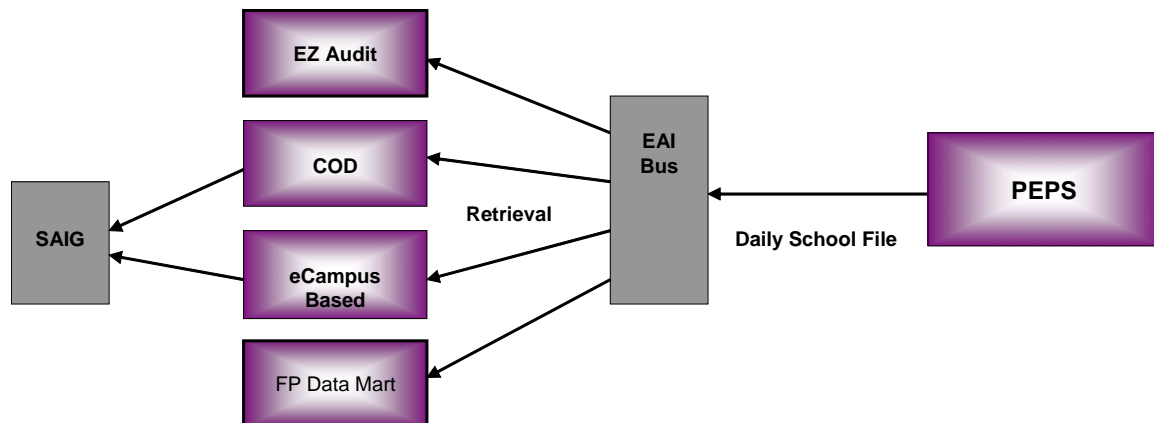 EZ Audit
COD
SAIG
eCampus
Based
FP Data Mart
Retrieval
EAI
Bus
Daily School File
PEPS